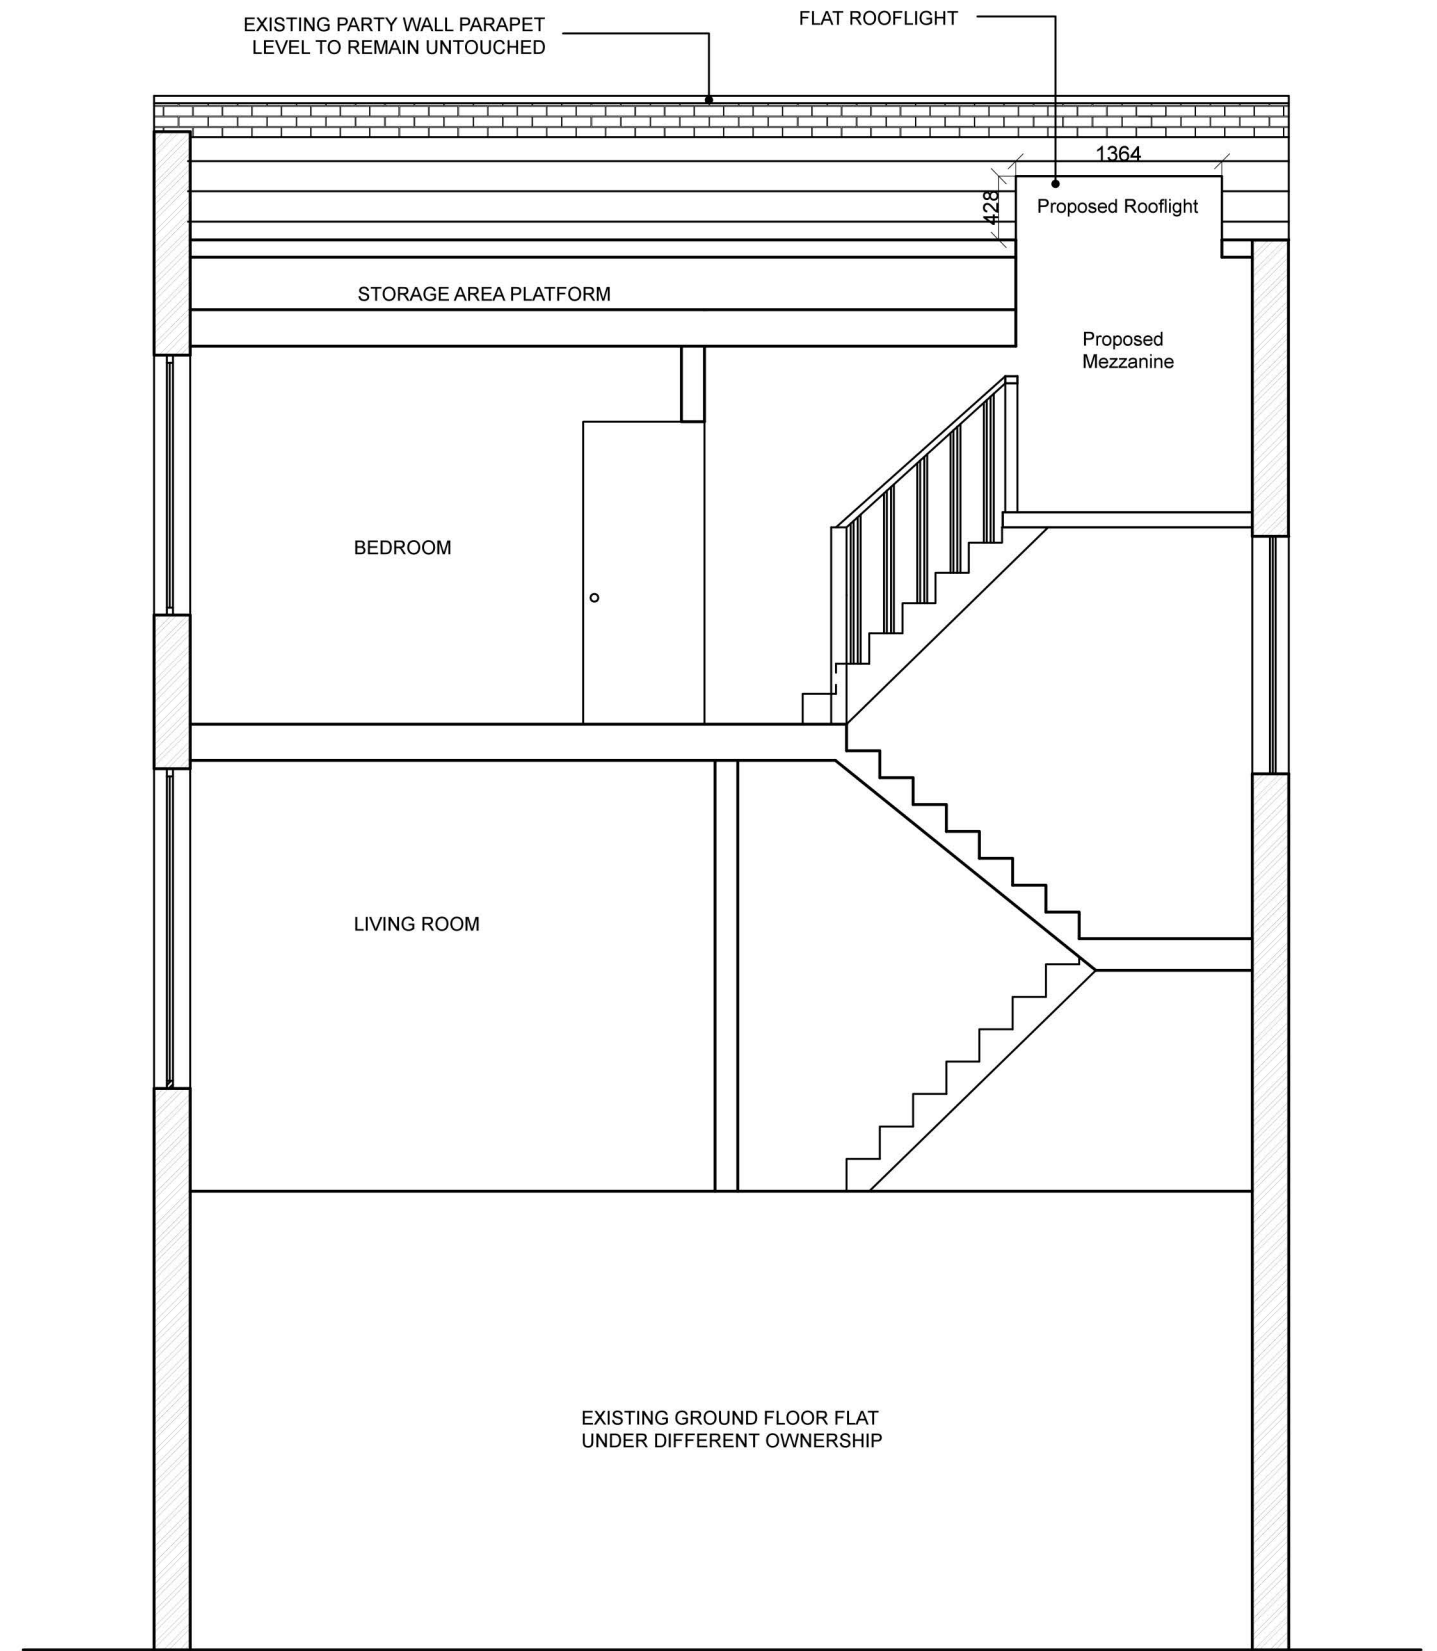 EXISTING PARTY WALL PARAPET
LEVEL TO REMAIN UNTOUCHED
FLAT ROOFLIGHT
1364
428
Proposed Rooflight
STORAGE AREA PLATFORM
Proposed
Mezzanine
BEDROOM
LIVING ROOM
EXISTING GROUND FLOOR FLAT
UNDER DIFFERENT OWNERSHIP